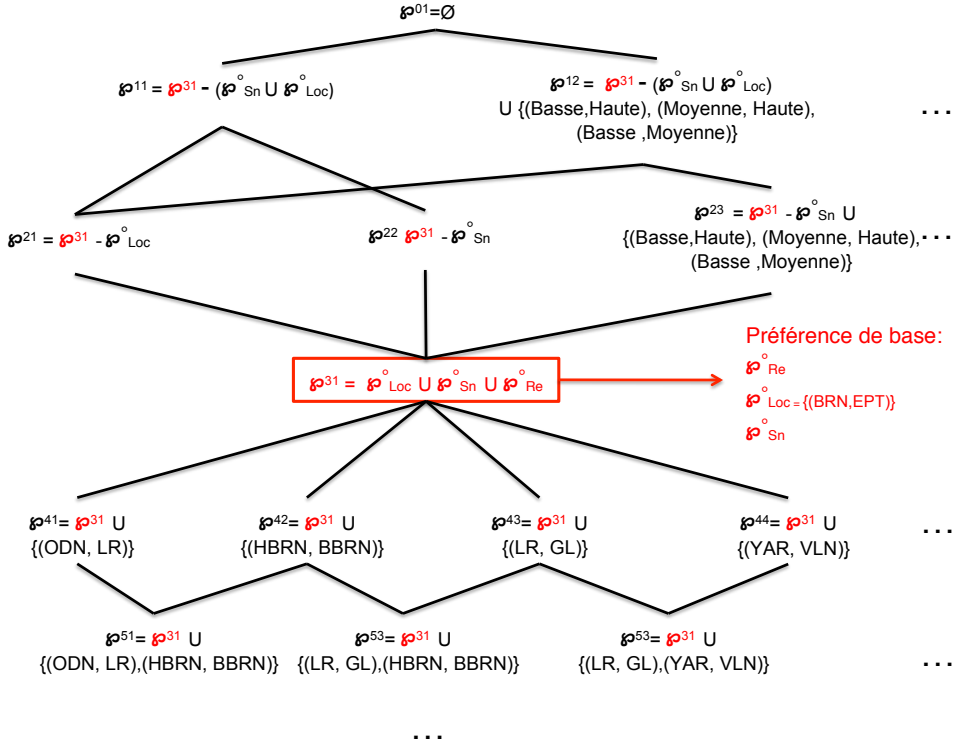 ℘01=Ø
℘11 = ℘31 - (℘°Sn U ℘°Loc)
℘12 = ℘31 - (℘°Sn U ℘°Loc)
U {(Basse,Haute), (Moyenne, Haute),
(Basse ,Moyenne)}
...
℘21 = ℘31 - ℘°Loc
℘22 ℘31 - ℘°Sn
℘23 = ℘31 - ℘°Sn U
{(Basse,Haute), (Moyenne, Haute),
(Basse ,Moyenne)}
...
℘31 = ℘°Loc U ℘°Sn U ℘°Re
Préférence de base:
℘°Re
℘°Loc = {(BRN,EPT)}
℘°Sn
℘41= ℘31 U
{(ODN, LR)}
℘42= ℘31 U
{(HBRN, BBRN)}
℘43= ℘31 U
{(LR, GL)}
℘44= ℘31 U
{(YAR, VLN)}
...
℘51= ℘31 U
{(ODN, LR),(HBRN, BBRN)}
℘53= ℘31 U
{(LR, GL),(HBRN, BBRN)}
℘53= ℘31 U
{(LR, GL),(YAR, VLN)}
...
...